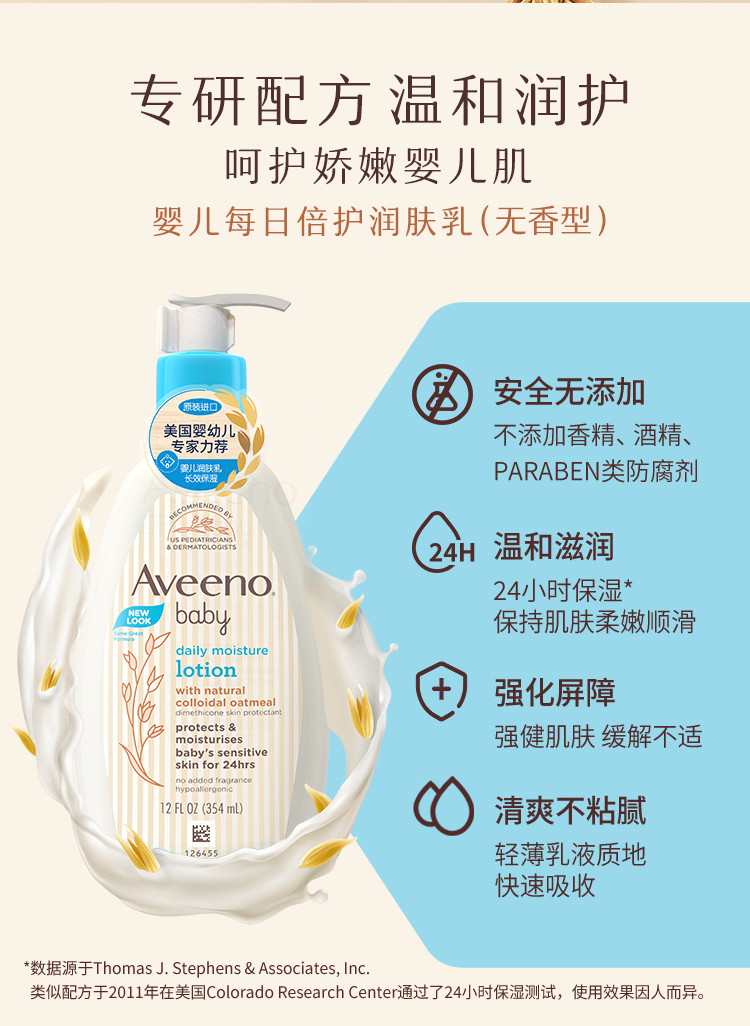 专研配方 温和润护
呵护娇嫩婴儿肌
婴儿每日倍护润肤乳(无香型)
原装进口
美国婴幼儿
专家力荐
婴儿润肤乳
长效保湿
RECOMMENDED BY
US PEDIATRICIANS
& DERMATOLOGISTS
Aveeno®
baby
NEW
LOOK
Same Great
Formula
daily moisture
lotion
with natural
colloidal oatmeal
dimethicone skin protectant
protects &
moisturises
baby's sensitive
skin for 24hrs
no added fragrance
hypoallergenic
12 FL OZ (354 mL)
126455
安全无添加
不添加香精、酒精、
PARABEN类防腐剂
24H
温和滋润
24小时保湿*
保持肌肤柔嫩顺滑
强化屏障
强健肌肤 缓解不适
清爽不粘腻
轻薄乳液质地
快速吸收
*数据源于Thomas J. Stephens & Associates, Inc.
类似配方于2011年在美国Colorado Research Center通过了24小时保湿测试，使用效果因人而异。